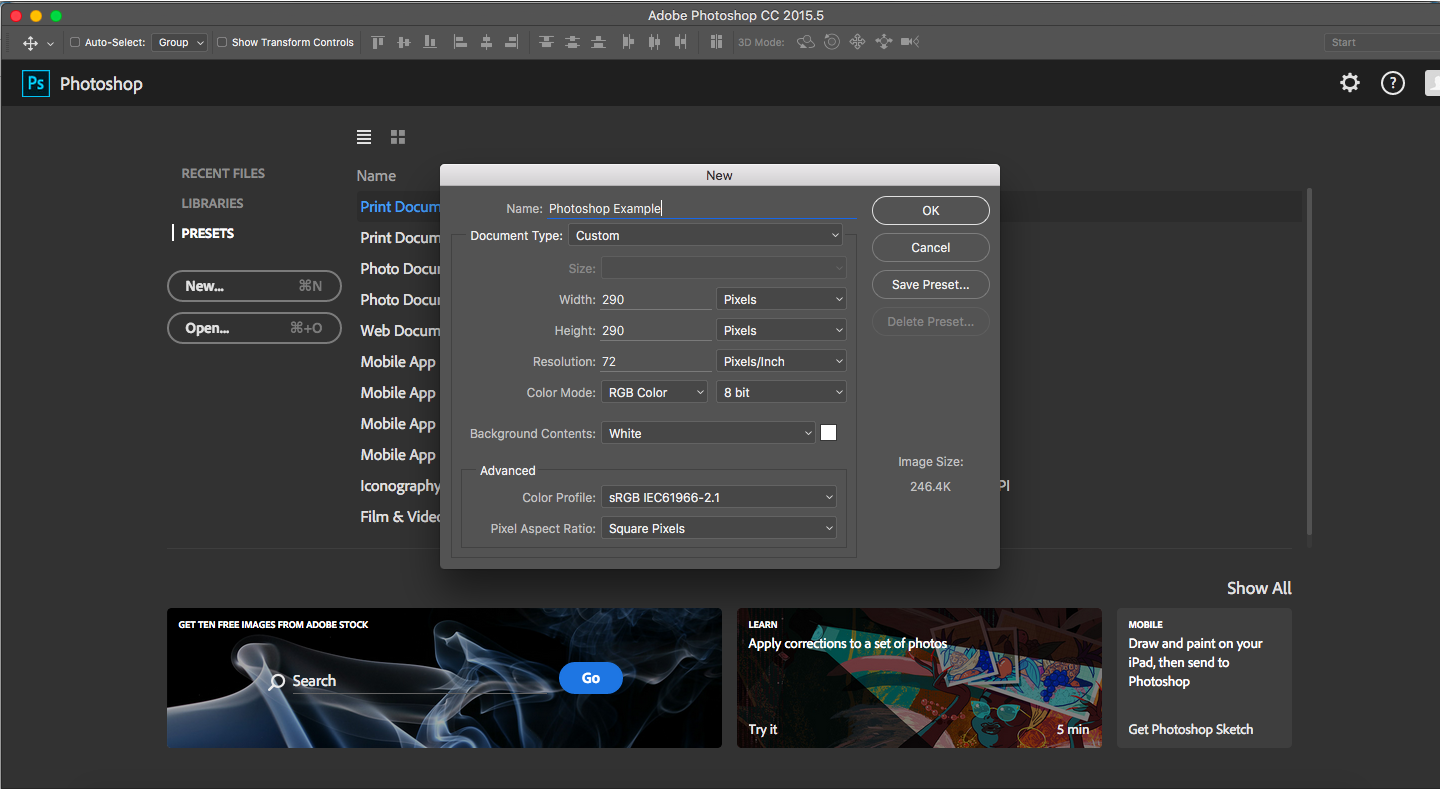 Adobe Photoshop CC 2015.5
Auto-Select: Group Show Transform Controls 3D Mode: Start
Ps Photoshop ?
RECENT FILES
LIBRARIES
PRESETS
New... ⌘N
Open... ⌘+O
Name
Print Docum
Print Docum
Photo Docu
Photo Docu
Web Docum
Mobile App
Mobile App
Mobile App
Mobile App
Iconography PI
Film & Video
New
Name: Photoshop Example
Document Type: Custom
Size:
Width: 290 Pixels
Height: 290 Pixels
Resolution: 72 Pixels/Inch
Color Mode: RGB Color 8 bit
Background Contents: White
Advanced
Color Profile: sRGB IEC61966-2.1
Pixel Aspect Ratio: Square Pixels
OK
Cancel
Save Preset...
Delete Preset...
Image Size:
246.4K
Show All
GET TEN FREE IMAGES FROM ADOBE STOCK
Search Go
LEARN
Apply corrections to a set of photos
Try it 5 min
MOBILE
Draw and paint on your
iPad, then send to
Photoshop
Get Photoshop Sketch